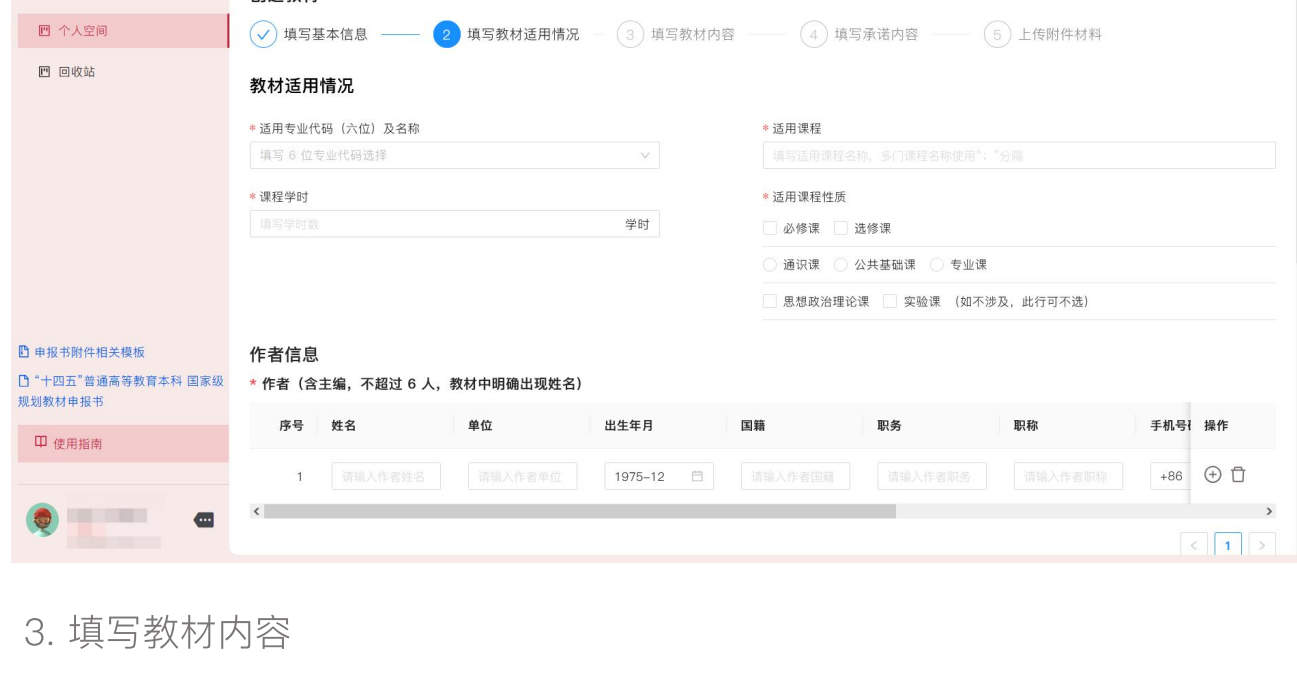 个人空间
回收站
填写基本信息
2 填写教材适用情况
3 填写教材内容
4 填写承诺内容
5 上传附件材料
教材适用情况
* 适用专业代码（六位）及名称
填写 6 位专业代码选择
* 适用课程
填写适用课程名称，多门课程名称使用“；”分隔
* 课程学时
填写学时数 学时
* 适用课程性质
必修课 选修课
通识课 公共基础课 专业课
思想政治理论课 实验课 （如不涉及，此行可不选）
申报书附件相关模板
“十四五”普通高等教育本科 国家级
规划教材申报书
使用指南
作者信息
* 作者（含主编，不超过 6 人，教材中明确出现姓名）
序号 姓名 单位 出生年月 国籍 职务 职称 手机号 操作
1 请输入作者姓名 请输入作者单位 1975-12 请输入作者国籍 请输入作者职务 请输入作者职称 +86
< 1 >
3. 填写教材内容